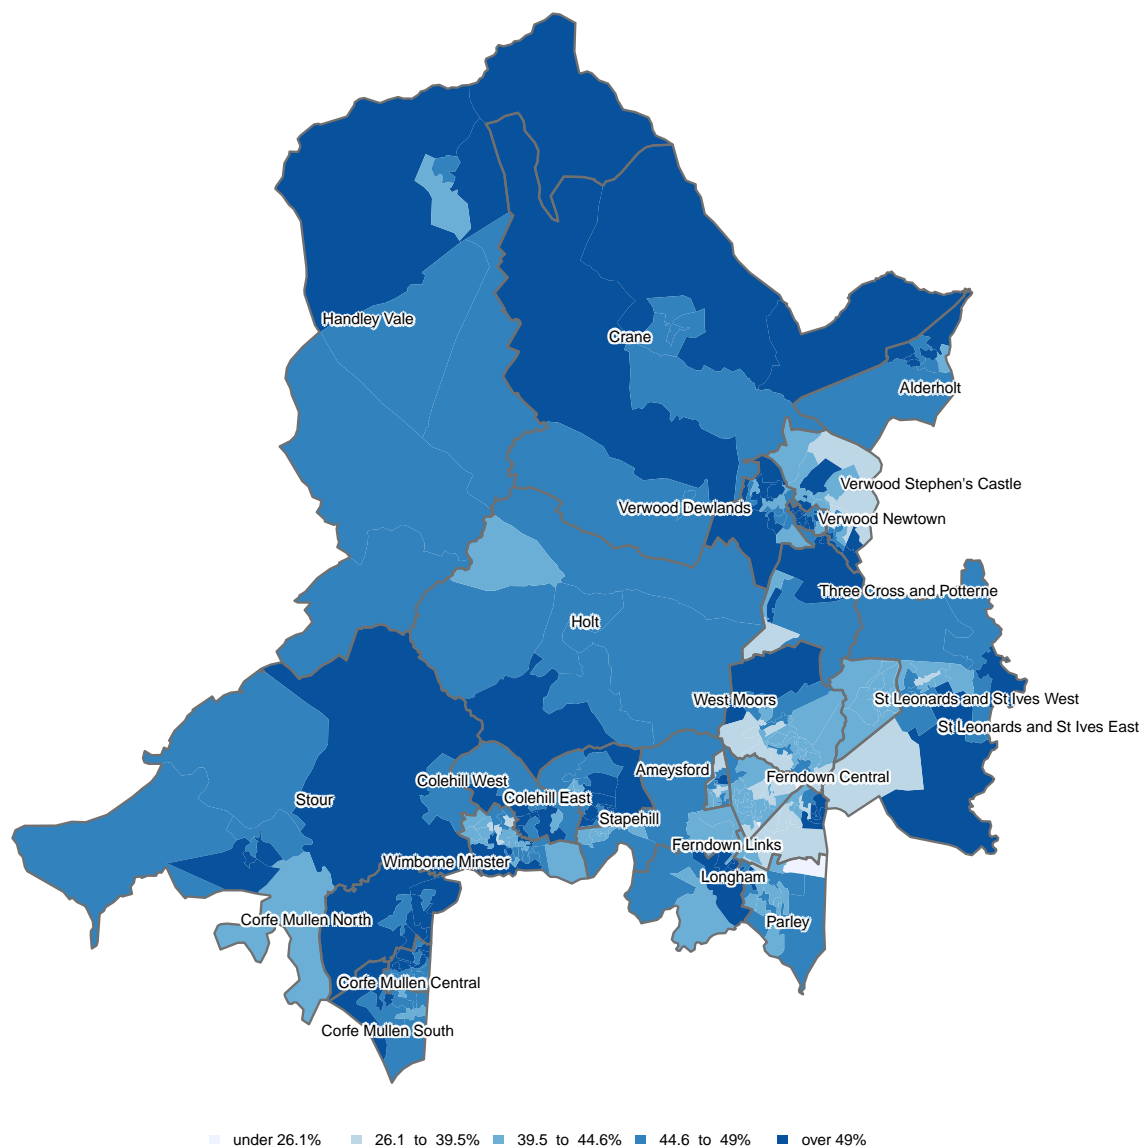 Handley Vale
Crane
Alderholt
Verwood Stephen's Castle
Verwood Dewlands
Verwood Newtown
Three Cross and Potterne
Holt
West Moors
St Leonards and St Ives West
St Leonards and St Ives East
Ameysford
Ferndown Central
Colehill West
Colehill East
Stour
Stapehill
Ferndown Links
Wimborne Minster
Longham
Corfe Mullen North
Parley
Corfe Mullen Central
Corfe Mullen South
under 26.1% 26.1 to 39.5% 39.5 to 44.6% 44.6 to 49% over 49%